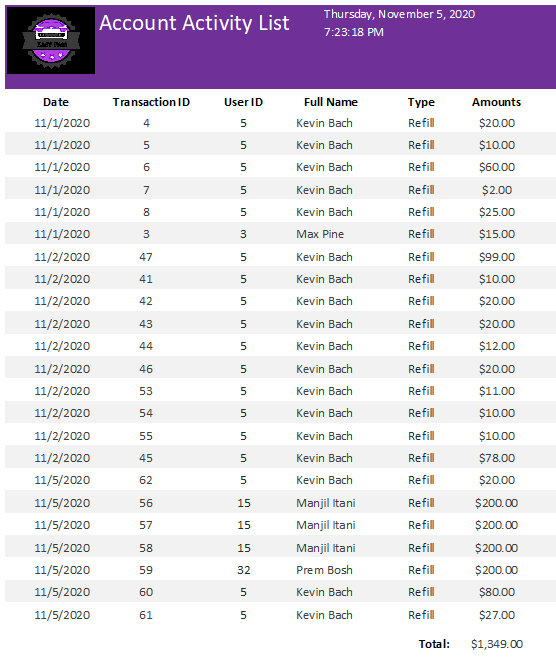 Account Activity List
Thursday, November 5, 2020
7:23:18 PM
Date Transaction ID User ID Full Name Type Amounts
11/1/2020 4 5 Kevin Bach Refill $20.00
11/1/2020 5 5 Kevin Bach Refill $10.00
11/1/2020 6 5 Kevin Bach Refill $60.00
11/1/2020 7 5 Kevin Bach Refill $2.00
11/1/2020 8 5 Kevin Bach Refill $25.00
11/1/2020 3 3 Max Pine Refill $15.00
11/2/2020 47 5 Kevin Bach Refill $99.00
11/2/2020 41 5 Kevin Bach Refill $10.00
11/2/2020 42 5 Kevin Bach Refill $20.00
11/2/2020 43 5 Kevin Bach Refill $20.00
11/2/2020 44 5 Kevin Bach Refill $12.00
11/2/2020 46 5 Kevin Bach Refill $20.00
11/2/2020 53 5 Kevin Bach Refill $11.00
11/2/2020 54 5 Kevin Bach Refill $10.00
11/2/2020 55 5 Kevin Bach Refill $10.00
11/2/2020 45 5 Kevin Bach Refill $78.00
11/5/2020 62 5 Kevin Bach Refill $20.00
11/5/2020 56 15 Manjil Itani Refill $200.00
11/5/2020 57 15 Manjil Itani Refill $200.00
11/5/2020 58 15 Manjil Itani Refill $200.00
11/5/2020 59 32 Prem Bosh Refill $200.00
11/5/2020 60 5 Kevin Bach Refill $80.00
11/5/2020 61 5 Kevin Bach Refill $27.00
Total: $1,349.00